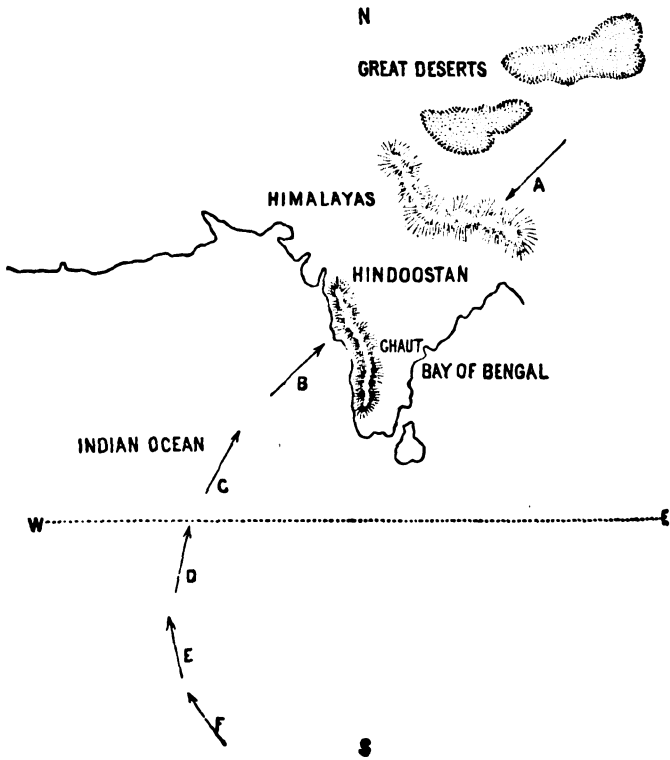 N
GREAT DESERTS
A
HIMALAYAS
HINDOOSTAN
GHAUT
B
BAY OF BENGAL
INDIAN OCEAN
C
W
E
D
E
F
S